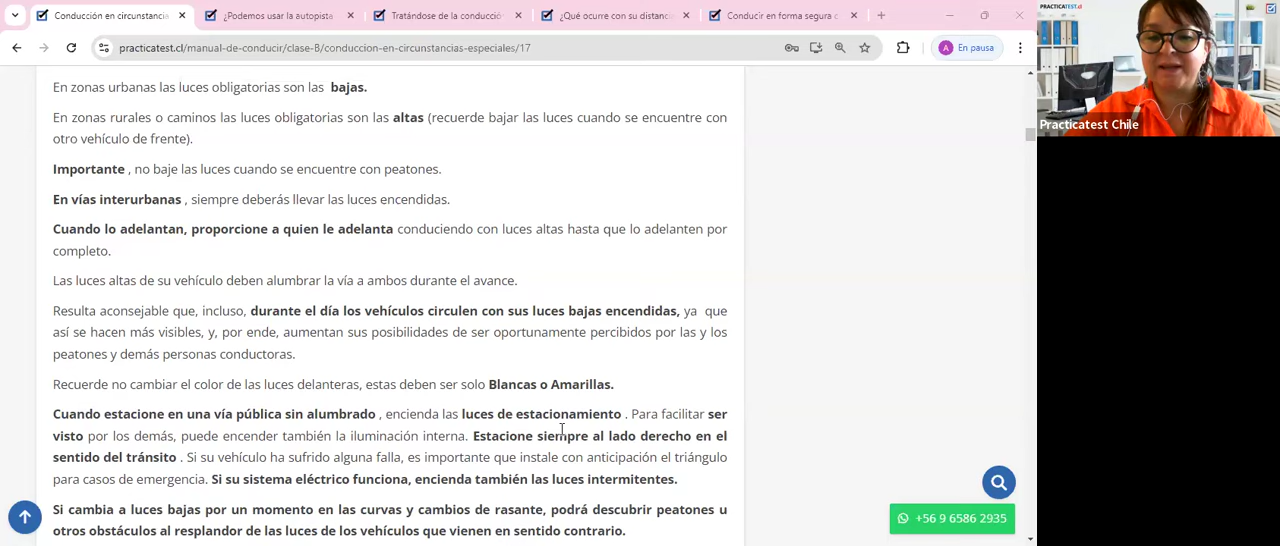 Conducción en circunstancia
¿Podemos usar la autopista
Tratándose de la conducció
¿Qué ocurre con su distanc
Conducir en forma segura c
practicatest.cl/manual-de-conducir/clase-B/conduccion-en-circunstancias-especiales/17
A En pausa
En zonas urbanas las luces obligatorias son las bajas.
En zonas rurales o caminos las luces obligatorias son las altas (recuerde bajar las luces cuando se encuentre con
otro vehículo de frente).
Importante , no baje las luces cuando se encuentre con peatones.
En vías interurbanas , siempre deberás llevar las luces encendidas.
Cuando lo adelantan, proporcione a quien le adelanta conduciendo con luces altas hasta que lo adelanten por
completo.
Las luces altas de su vehículo deben alumbrar la vía a ambos durante el avance.
Resulta aconsejable que, incluso, durante el día los vehículos circulen con sus luces bajas encendidas, ya que
así se hacen más visibles, y, por ende, aumentan sus posibilidades de ser oportunamente percibidos por las y los
peatones y demás personas conductoras.
Recuerde no cambiar el color de las luces delanteras, estas deben ser solo Blancas o Amarillas.
Cuando estacione en una vía pública sin alumbrado , encienda las luces de estacionamiento . Para facilitar ser
visto por los demás, puede encender también la iluminación interna. Estacione siempre al lado derecho en el
sentido del tránsito . Si su vehículo ha sufrido alguna falla, es importante que instale con anticipación el triángulo
para casos de emergencia. Si su sistema eléctrico funciona, encienda también las luces intermitentes.
Si cambia a luces bajas por un momento en las curvas y cambios de rasante, podrá descubrir peatones u
otros obstáculos al resplandor de las luces de los vehículos que vienen en sentido contrario.
+56 9 6586 2935
PRACTICATEST.CL
Practicatest Chile